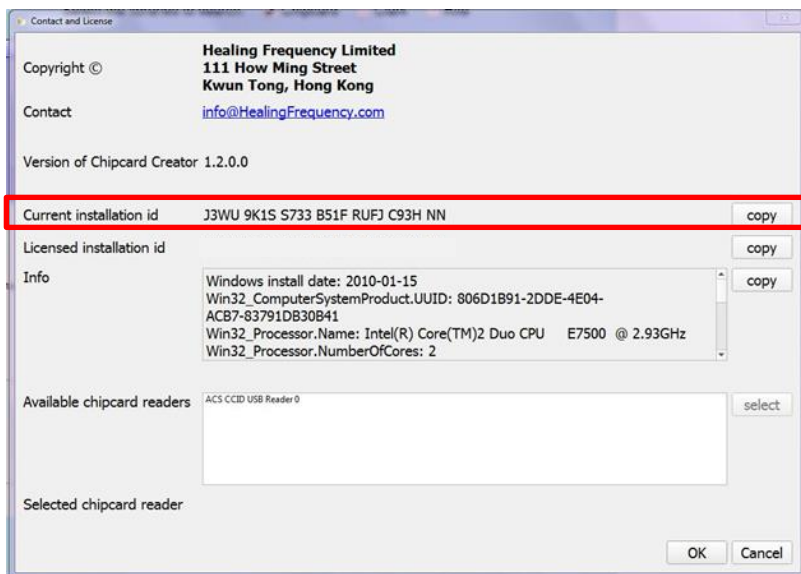 Contact and License
Copyright © Healing Frequency Limited
111 How Ming Street
Kwun Tong, Hong Kong
Contact info@HealingFrequency.com
Version of Chipcard Creator 1.2.0.0
Current installation id J3WU 9K1S S733 B51F RUFJ C93H NN copy
Licensed installation id copy
Info Windows install date: 2010-01-15 copy
Win32_ComputerSystemProduct.UUID: 806D1B91-2DDE-4E04-
ACB7-83791DB30B41
Win32_Processor.Name: Intel(R) Core(TM)2 Duo CPU E7500 @ 2.93GHz
Win32_Processor.NumberOfCores: 2
Available chipcard readers ACS CCID USB Reader 0 select
Selected chipcard reader
OK Cancel